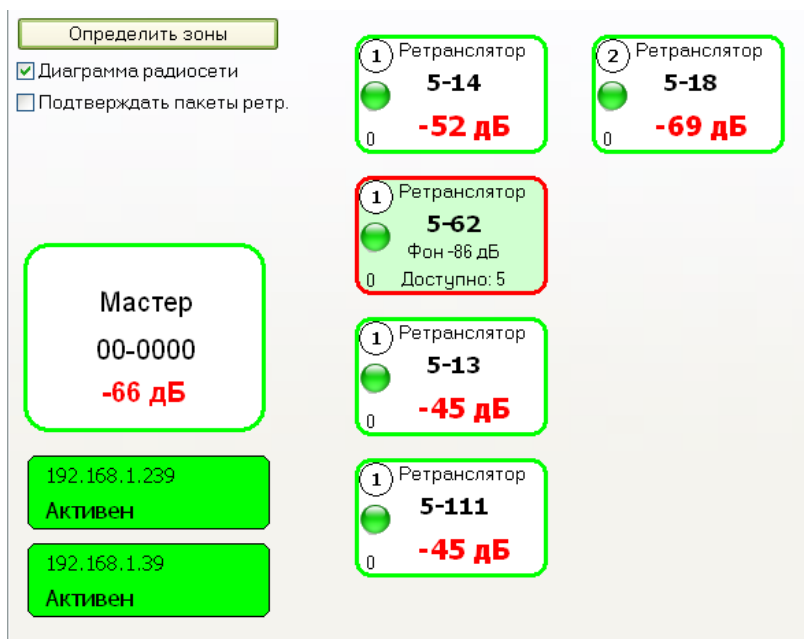 Определить зоны
Диаграмма радиосети
Подтверждать пакеты ретр.
Мастер
00-0000
-66 дБ
192.168.1.239
Активен
192.168.1.39
Активен
1 Ретранслятор
5-14
-52 дБ
0
2 Ретранслятор
5-18
-69 дБ
0
1 Ретранслятор
5-62
Фон -86 дБ
0 Доступно: 5
1 Ретранслятор
5-13
-45 дБ
0
1 Ретранслятор
5-111
-45 дБ
0